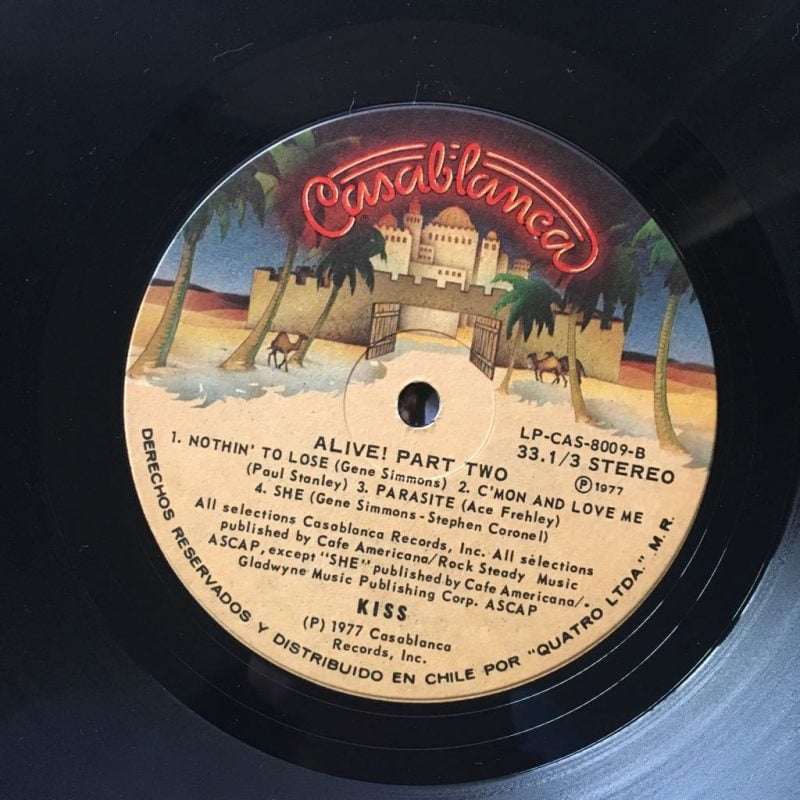 Casablanca
LP-CAS-8009-B
33.1/3 STEREO
Ⓟ1977
ALIVE! PART TWO
1. NOTHIN' TO LOSE (Gene Simmons) 2. C'MON AND LOVE ME
(Paul Stanley) 3. PARASITE (Ace Frehley)
4. SHE (Gene Simmons - Stephen Coronel)
All selections Casablanca Records, Inc. All selections
published by Cafe Americana/Rock Steady Music
ASCAP, except "SHE" published by Cafe Americana/.
Gladwyne Music Publishing Corp. ASCAP
KISS
(P) 1977 Casablanca
Records, Inc.
DERECHOS RESERVADOS Y DISTRIBUIDO EN CHILE POR "QUATRO LTDA." M.R.